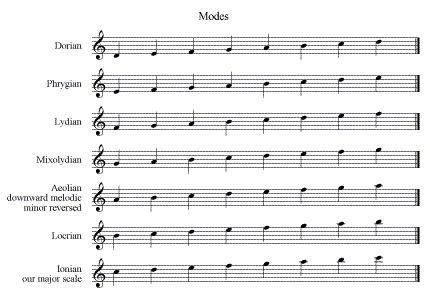 Modes
Dorian
Phrygian
Lydian
Mixolydian
Aeolian
downward melodic
minor reversed
Locrian
Ionian
our major scale